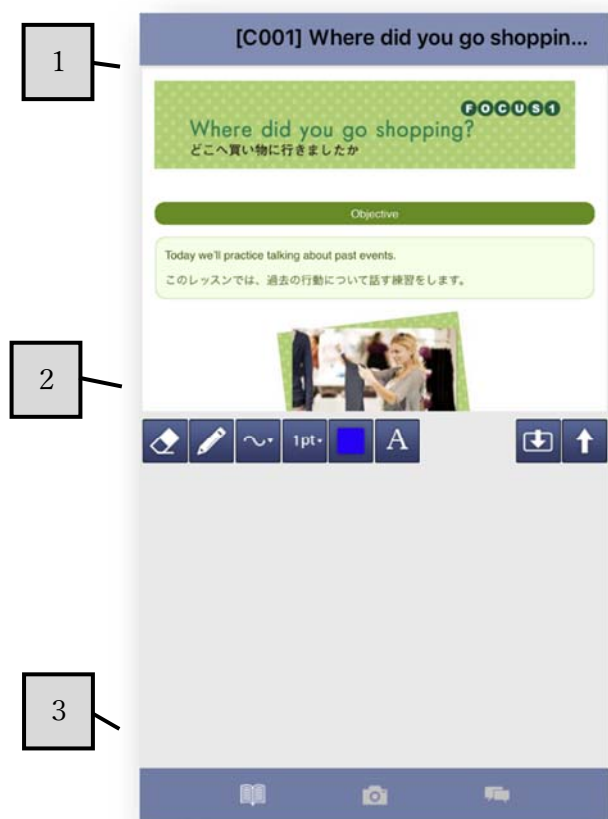 1
[C001] Where did you go shoppin...
FOCUS1
Where did you go shopping?
どこへ買い物に行きましたか
Objective
Today we'll practice talking about past events.
このレッスンでは、過去の行動について話す練習をします。
2
1pt
A
3